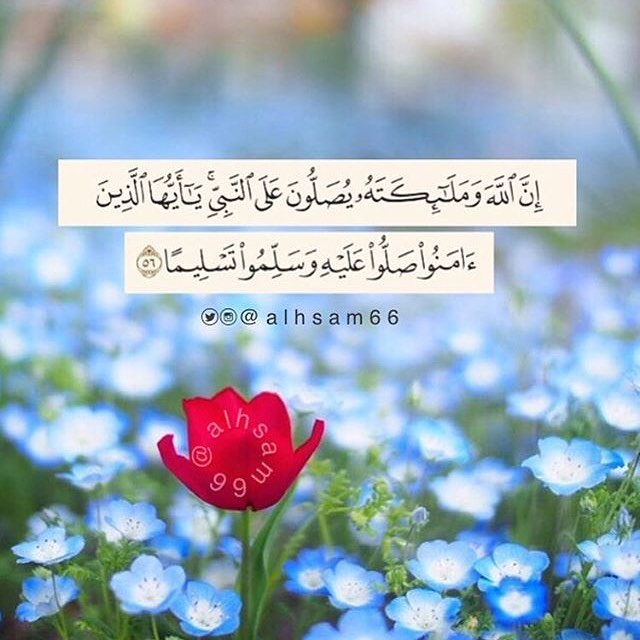 إِنَّ ٱللَّهَ وَمَلَـٰٓئِكَتَهُۥ يُصَلُّونَ عَلَى ٱلنَّبِىِّ ۚ يَـٰٓأَيُّهَا ٱلَّذِينَ
ءَامَنُوا۟ صَلُّوا۟ عَلَيْهِ وَسَلِّمُوا۟ تَسْلِيمًا ٥٦
@alhsam66
@alhsam66